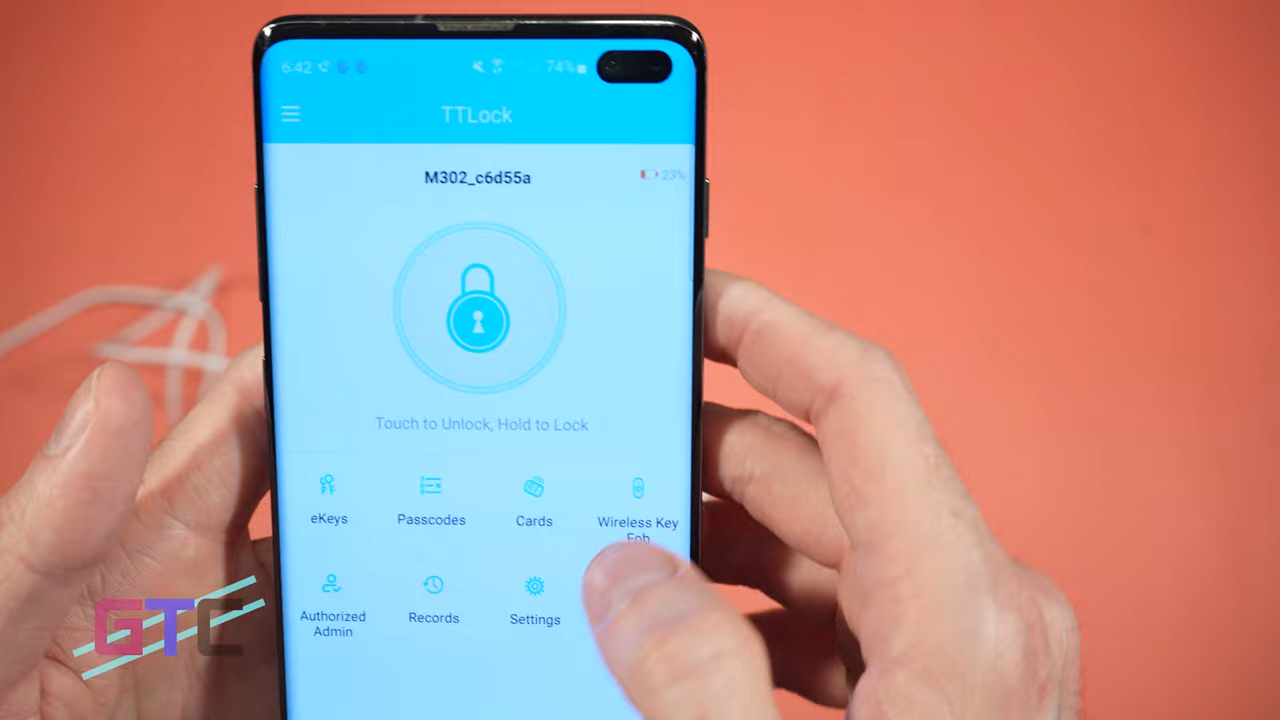 6:42 74%
TTLock
M302_c6d55a 23%
Touch to Unlock, Hold to Lock
eKeys Passcodes Cards Wireless Key
Fob
Authorized Records Settings
Admin
GTC